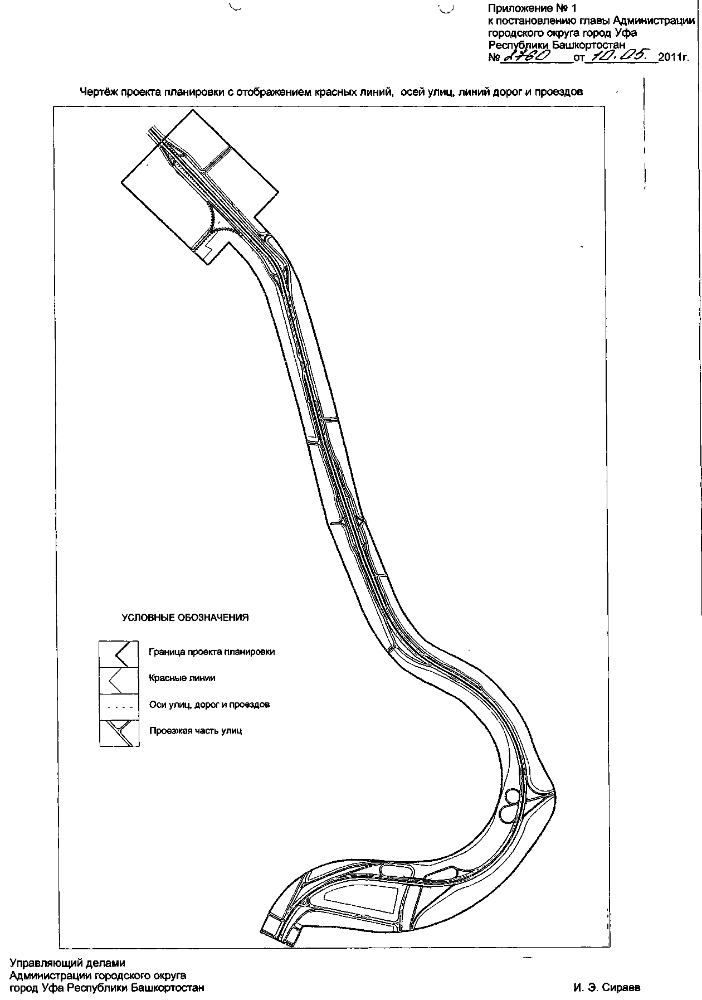 Приложение № 1
к постановлению главы Администрации
городского округа город Уфа
Республики Башкортостан
№ 2760 от 10.05. 2011г.
Чертёж проекта планировки с отображением красных линий, осей улиц, линий дорог и проездов
УСЛОВНЫЕ ОБОЗНАЧЕНИЯ
Граница проекта планировки
Красные линии
Оси улиц, дорог и проездов
Проезжая часть улиц
Управляющий делами
Администрации городского округа
город Уфа Республики Башкортостан
И. Э. Сираев